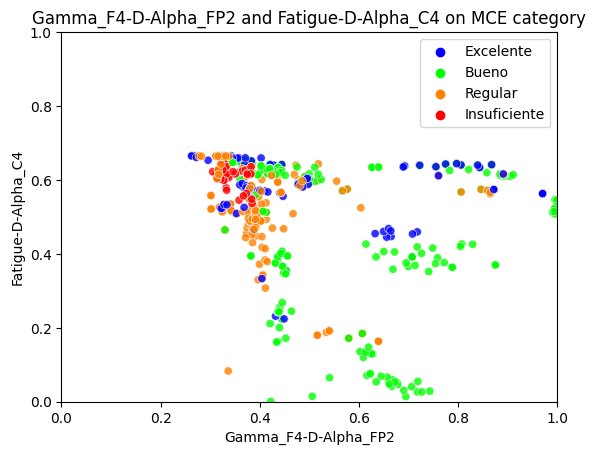 Gamma_F4-D-Alpha_FP2 and Fatigue-D-Alpha_C4 on MCE category
Excelente
Bueno
Regular
Insuficiente
1.0
0.8
0.6
0.4
0.2
0.0
Fatigue-D-Alpha_C4
0.0 0.2 0.4 0.6 0.8 1.0
Gamma_F4-D-Alpha_FP2